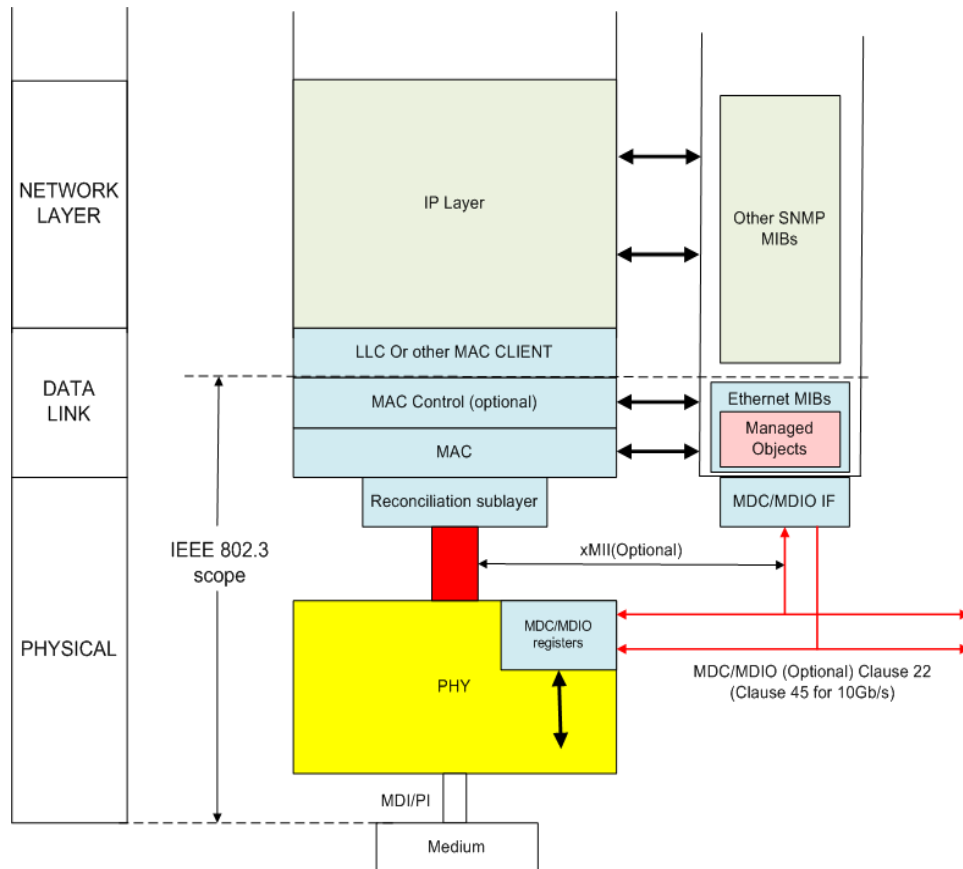 NETWORK
LAYER
IP Layer
Other SNMP
MIBs
LLC Or other MAC CLIENT
DATA
LINK
MAC Control (optional)
Ethernet MIBs
Managed
Objects
MAC
Reconciliation sublayer
MDC/MDIO IF
IEEE 802.3
scope
xMII(Optional)
PHYSICAL
MDC/MDIO
registers
PHY
MDC/MDIO (Optional) Clause 22
(Clause 45 for 10Gb/s)
MDI/PI
Medium